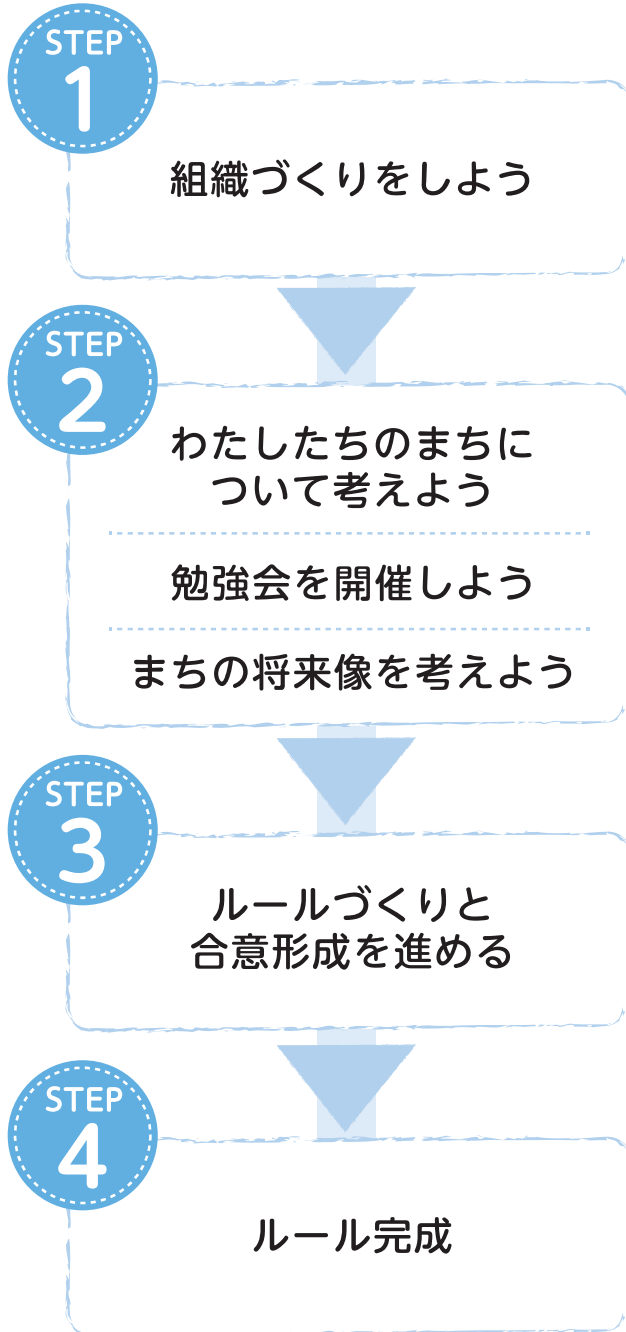 STEP
1
組織づくりをしよう
STEP
2
わたしたちのまちに
ついて考えよう
勉強会を開催しよう
まちの将来像を考えよう
STEP
3
ルールづくりと
合意形成を進める
STEP
4
ルール完成